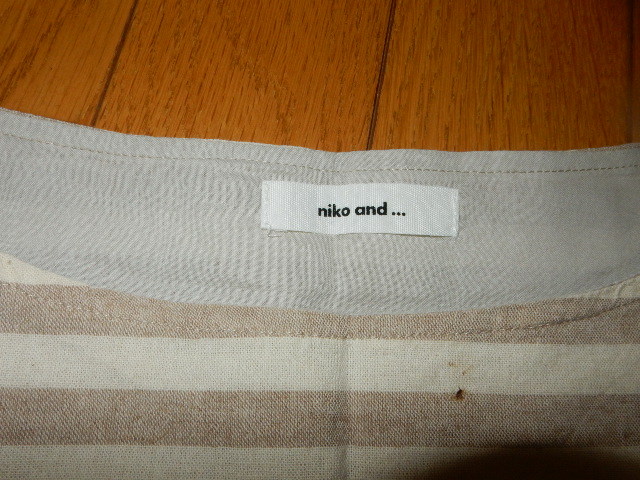 niko and ...